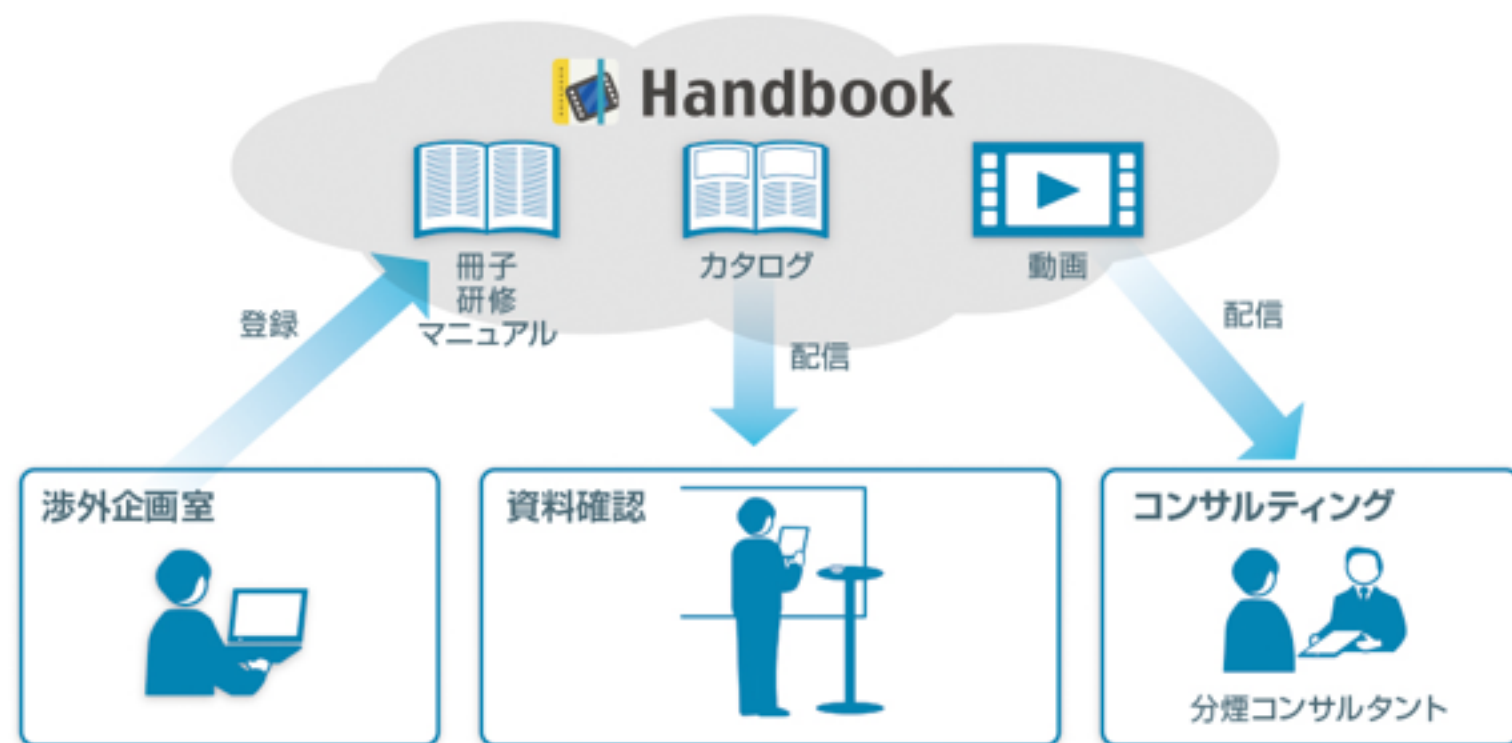 Handbook
冊子
研修
マニュアル
カタログ
動画
登録
配信
配信
渉外企画室
資料確認
コンサルティング
分煙コンサルタント